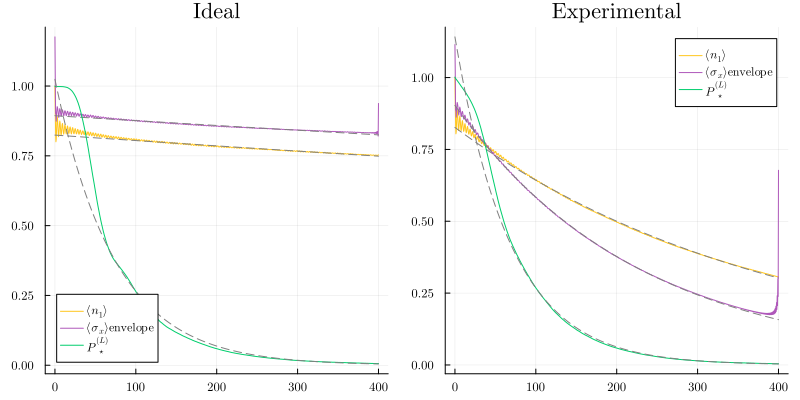 Ideal
1.00
0.75
0.50
0.25
0.00
⟨n₁⟩
⟨σₓ⟩envelope
P⋆⁽ᴸ⁾
0
100
200
300
400
Experimental
1.00
0.75
0.50
0.25
0.00
⟨n₁⟩
⟨σₓ⟩envelope
P⋆⁽ᴸ⁾
0
100
200
300
400